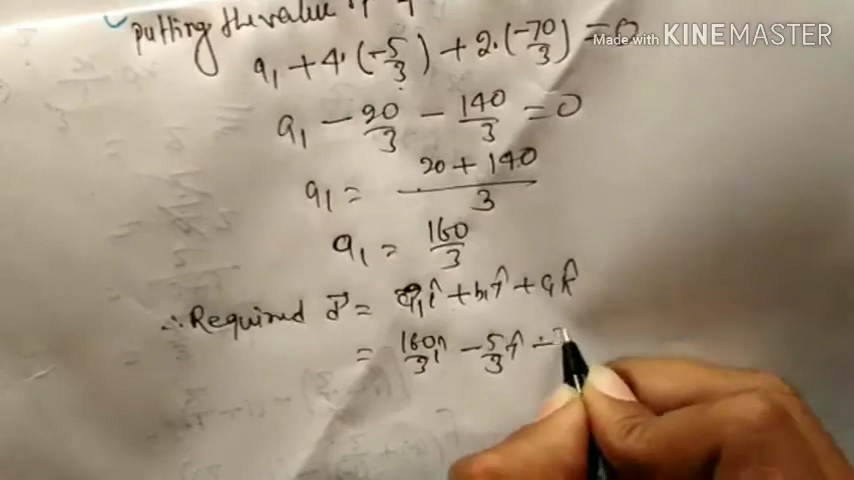 putting the value of
a₁ + 4·(-5/3) + 2·(-70/3) = 0
a₁ - 20/3 - 140/3 = 0
a₁ = (20 + 140)/3
a₁ = 160/3
∴ Required d⃗ = a₁î + b₁ĵ + c₁k̂
= 160/3 î - 5/3 ĵ -
Made with KINEMASTER